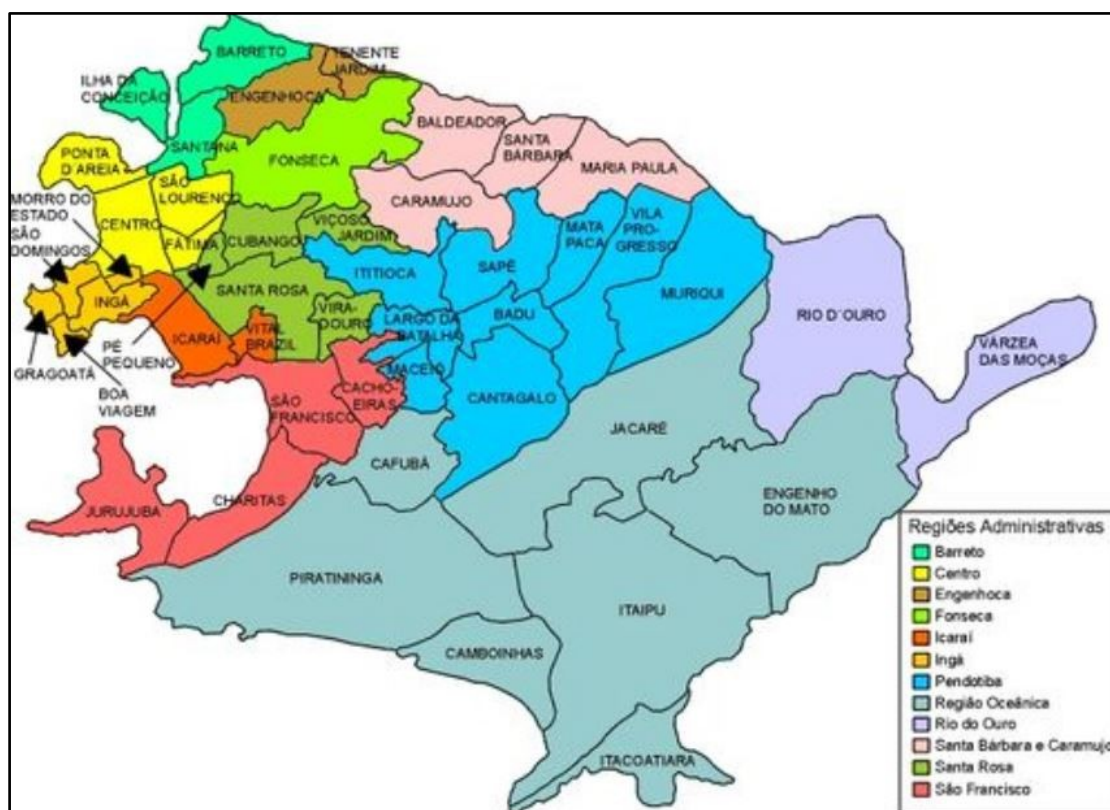 BARRETO
TENENTE
JARDIM
ILHA DA
CONCEIÇÃO
ENGENHOCA
BALDEADOR
SANTA
BÁRBARA
SANTANA
FONSECA
PONTA
D´AREIA
MARIA PAULA
SÃO
LOURENÇO
MORRO DO
ESTADO
CARAMUJO
SÃO
DOMINGOS
CENTRO
VIÇOSO
JARDIM
FÁTIMA
CUBANGO
MATA
PACA
VILA
PRO-
GRESSO
ITITIOCA
SAPÊ
SANTA ROSA
MURIQUI
INGÁ
VIRA-
DOURO
LARGO DA
BATALHA
BADU
RIO D´OURO
ICARAÍ
VITAL
BRAZIL
VÁRZEA
DAS MOÇAS
PÉ
PEQUENO
GRAGOATÁ
MACEIÓ
BOA
VIAGEM
SÃO
FRANCISCO
CACHO-
EIRAS
CANTAGALO
JACARÉ
CAFUBÁ
CHARITAS
ENGENHO
DO MATO
JURUJUBA
PIRATININGA
ITAIPU
CAMBOINHAS
ITACOATIARA
Regiões Administrativas
Barreto
Centro
Engenhoca
Fonseca
Icaraí
Ingá
Pendotiba
Região Oceânica
Rio do Ouro
Santa Bárbara e Caramujo
Santa Rosa
São Francisco